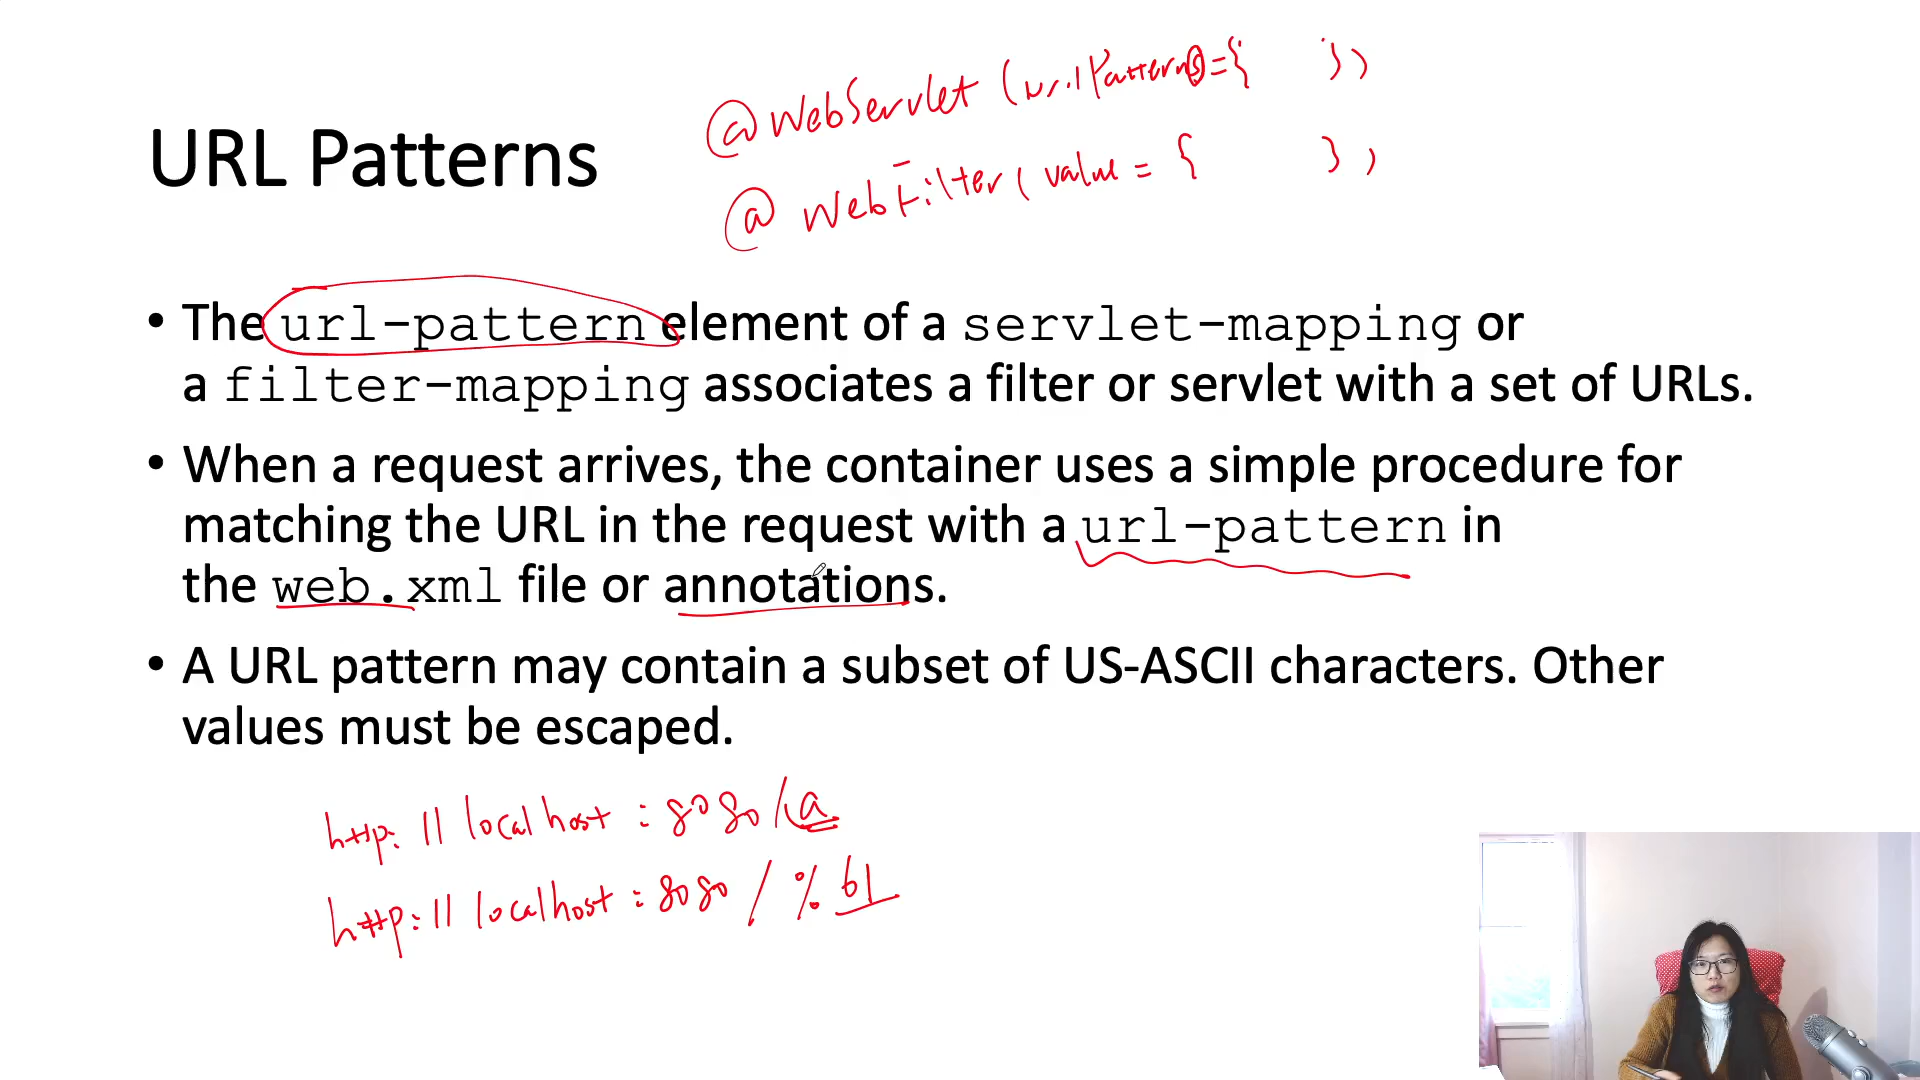 @WebServlet (urlPatterns={ })
@ WebFilter( value = { } )
URL Patterns
• The url-pattern element of a servlet-mapping or
a filter-mapping associates a filter or servlet with a set of URLs.
• When a request arrives, the container uses a simple procedure for
matching the URL in the request with a url-pattern in
the web.xml file or annotations.
• A URL pattern may contain a subset of US-ASCII characters. Other
values must be escaped.
http://localhost:8080/a
http://localhost:8080/%61